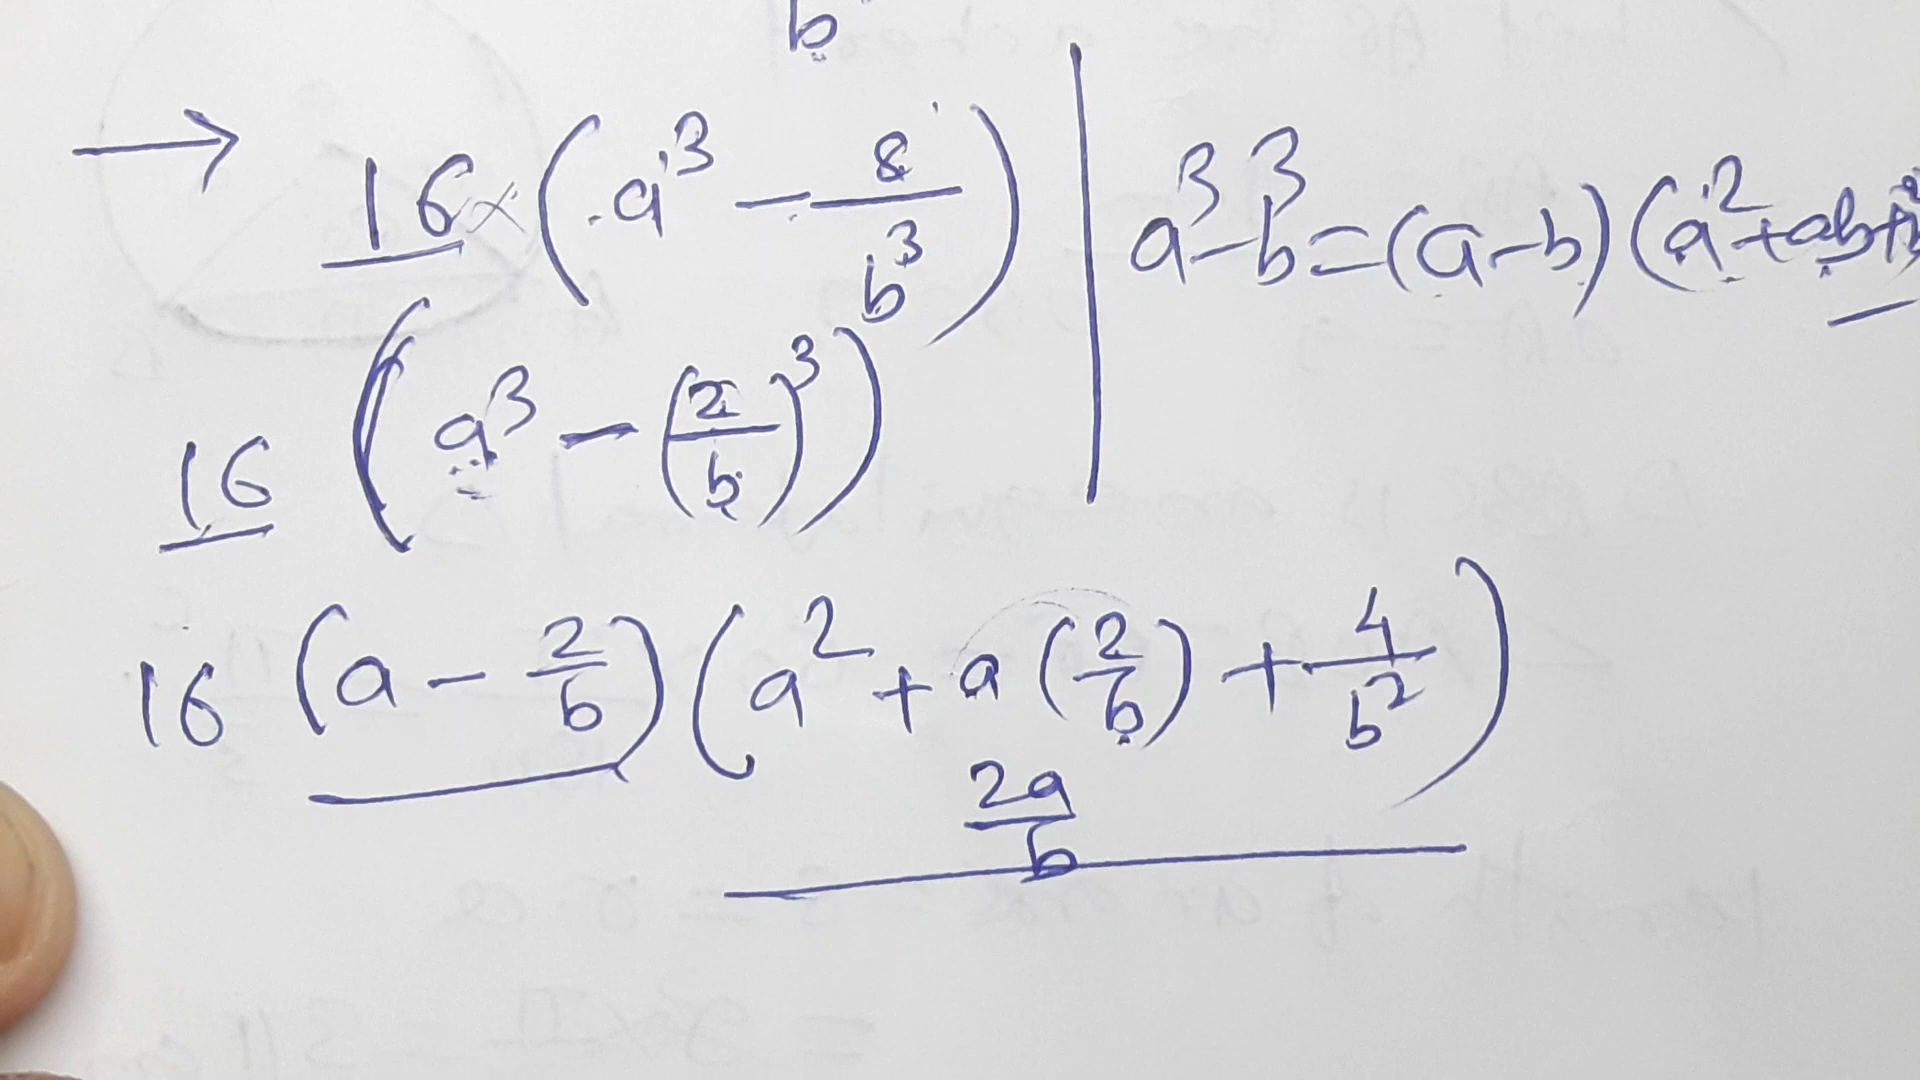 b
→ 16 × (a³ - 8/b³) | a³ - b³ = (a - b)(a² + ab + b²
16 (a³ - (2/b)³)
16 (a - 2/b)(a² + a(2/b) + 4/b²)
2a/b